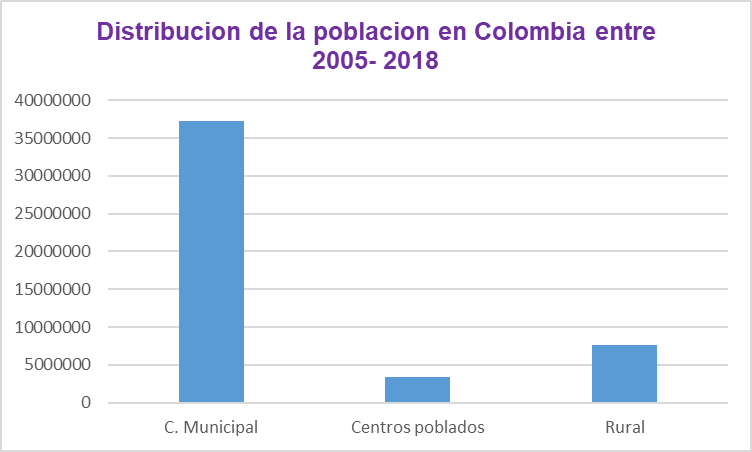 Distribucion de la poblacion en Colombia entre
2005- 2018
40000000
35000000
30000000
25000000
20000000
15000000
10000000
5000000
0
C. Municipal
Centros poblados
Rural